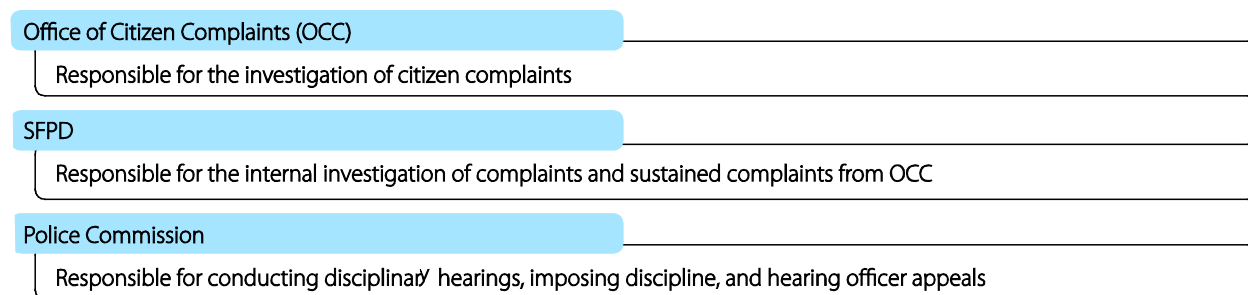 Office of Citizen Complaints (OCC)
Responsible for the investigation of citizen complaints
SFPD
Responsible for the internal investigation of complaints and sustained complaints from OCC
Police Commission
Responsible for conducting disciplinary hearings, imposing discipline, and hearing officer appeals